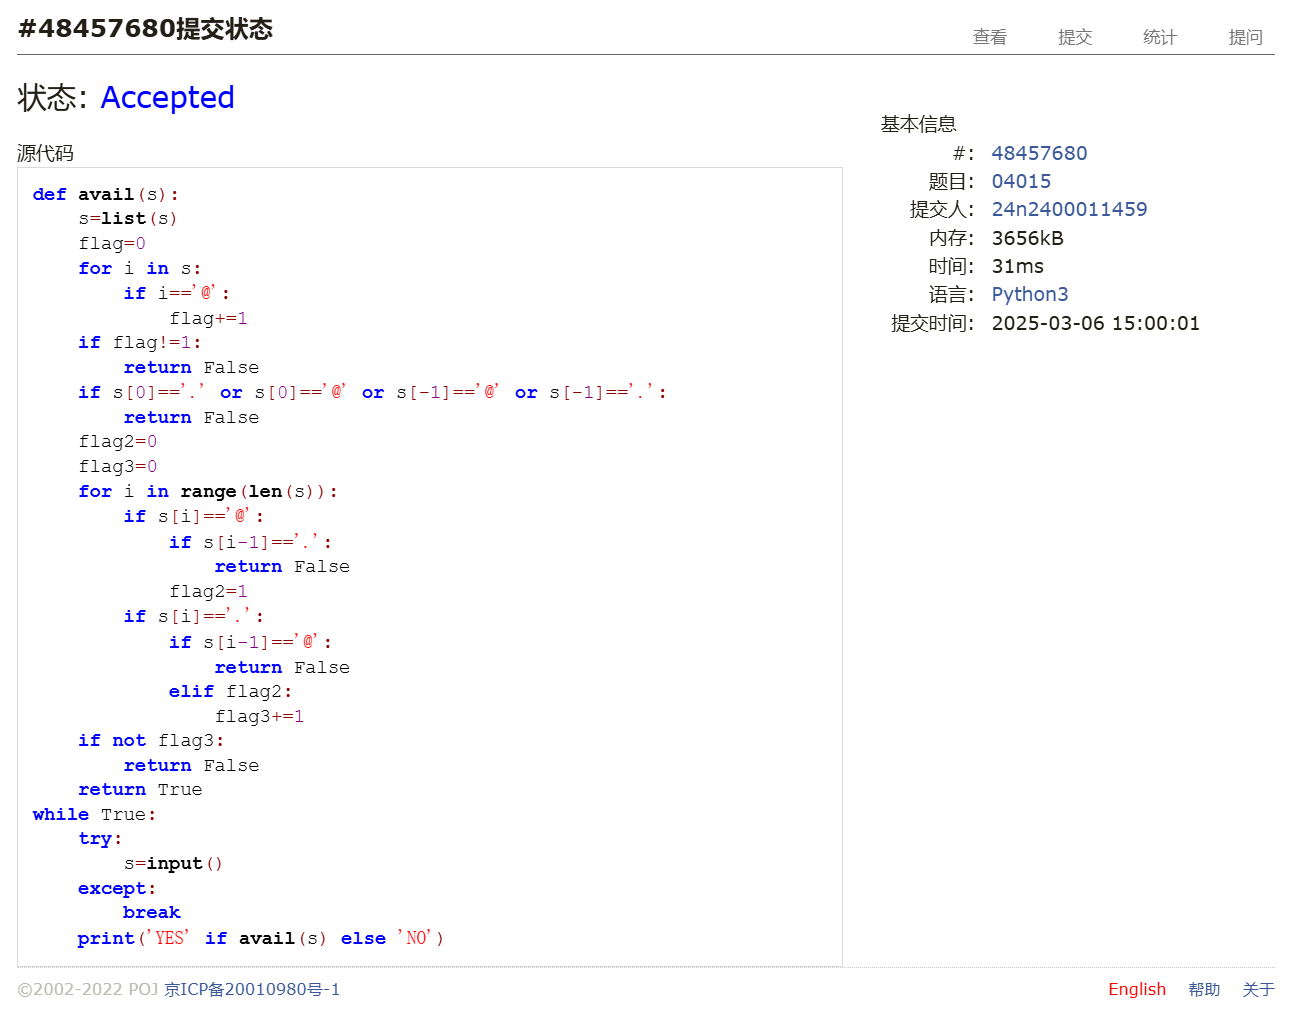 #48457680提交状态
查看 提交 统计 提问
状态: Accepted
源代码
def avail(s):
    s=list(s)
    flag=0
    for i in s:
        if i=='@':
            flag+=1
    if flag!=1:
        return False
    if s[0]=='.' or s[0]=='@' or s[-1]=='@' or s[-1]=='.':
        return False
    flag2=0
    flag3=0
    for i in range(len(s)):
        if s[i]=='@':
            if s[i-1]=='.':
                return False
            flag2=1
        if s[i]=='.':
            if s[i-1]=='@':
                return False
            elif flag2:
                flag3+=1
    if not flag3:
        return False
    return True
while True:
    try:
        s=input()
    except:
        break
    print('YES' if avail(s) else 'NO')
基本信息
#: 48457680
题目: 04015
提交人: 24n2400011459
内存: 3656kB
时间: 31ms
语言: Python3
提交时间: 2025-03-06 15:00:01
©2002-2022 POJ 京ICP备20010980号-1
English 帮助 关于